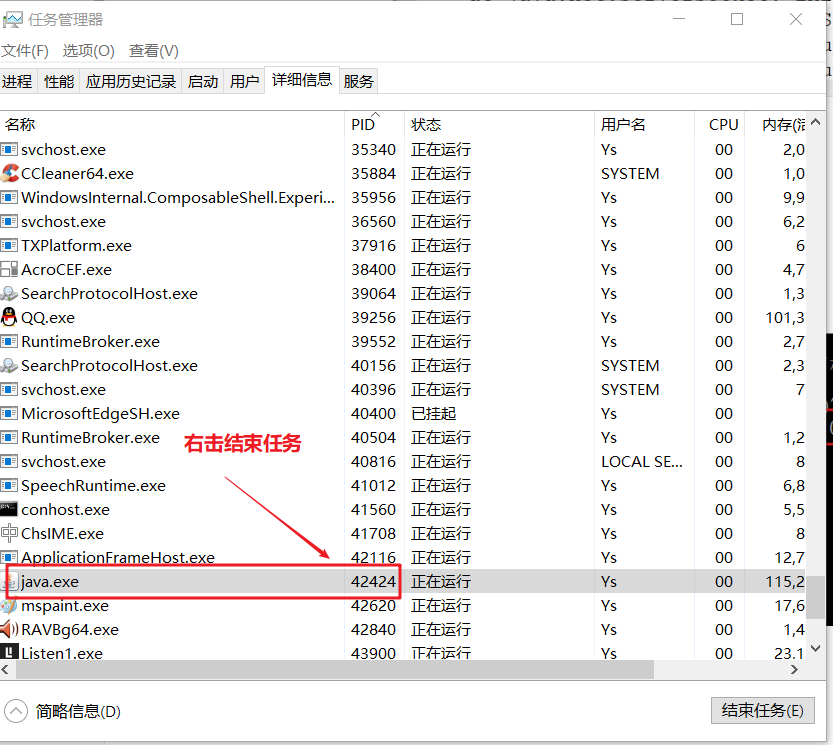 任务管理器
文件(F) 选项(O) 查看(V)
进程 性能 应用历史记录 启动 用户 详细信息 服务
名称 PID 状态 用户名 CPU 内存(活
svchost.exe 35340 正在运行 Ys 00 2,0
CCleaner64.exe 35884 正在运行 SYSTEM 00 1,0
WindowsInternal.ComposableShell.Experi... 35956 正在运行 Ys 00 9,9
svchost.exe 36560 正在运行 Ys 00 6,2
TXPlatform.exe 37916 正在运行 Ys 00 6
AcroCEF.exe 38400 正在运行 Ys 00 4,7
SearchProtocolHost.exe 39064 正在运行 Ys 00 1,3
QQ.exe 39256 正在运行 Ys 00 101,3
RuntimeBroker.exe 39552 正在运行 Ys 00 2,7
SearchProtocolHost.exe 40156 正在运行 SYSTEM 00 2,3
svchost.exe 40396 正在运行 SYSTEM 00 7
MicrosoftEdgeSH.exe 40400 已挂起 Ys 00
RuntimeBroker.exe 40504 正在运行 Ys 00 1,2
右击结束任务
svchost.exe 40816 正在运行 LOCAL SE... 00 8
SpeechRuntime.exe 41012 正在运行 Ys 00 6,8
conhost.exe 41560 正在运行 Ys 00 5,5
ChsIME.exe 41708 正在运行 Ys 00 8
ApplicationFrameHost.exe 42116 正在运行 Ys 00 12,7
java.exe 42424 正在运行 Ys 00 115,2
mspaint.exe 42620 正在运行 Ys 00 17,6
RAVBg64.exe 42840 正在运行 Ys 00 1,4
Listen1.exe 43900 正在运行 Ys 00 23,1
简略信息(D) 结束任务(E)